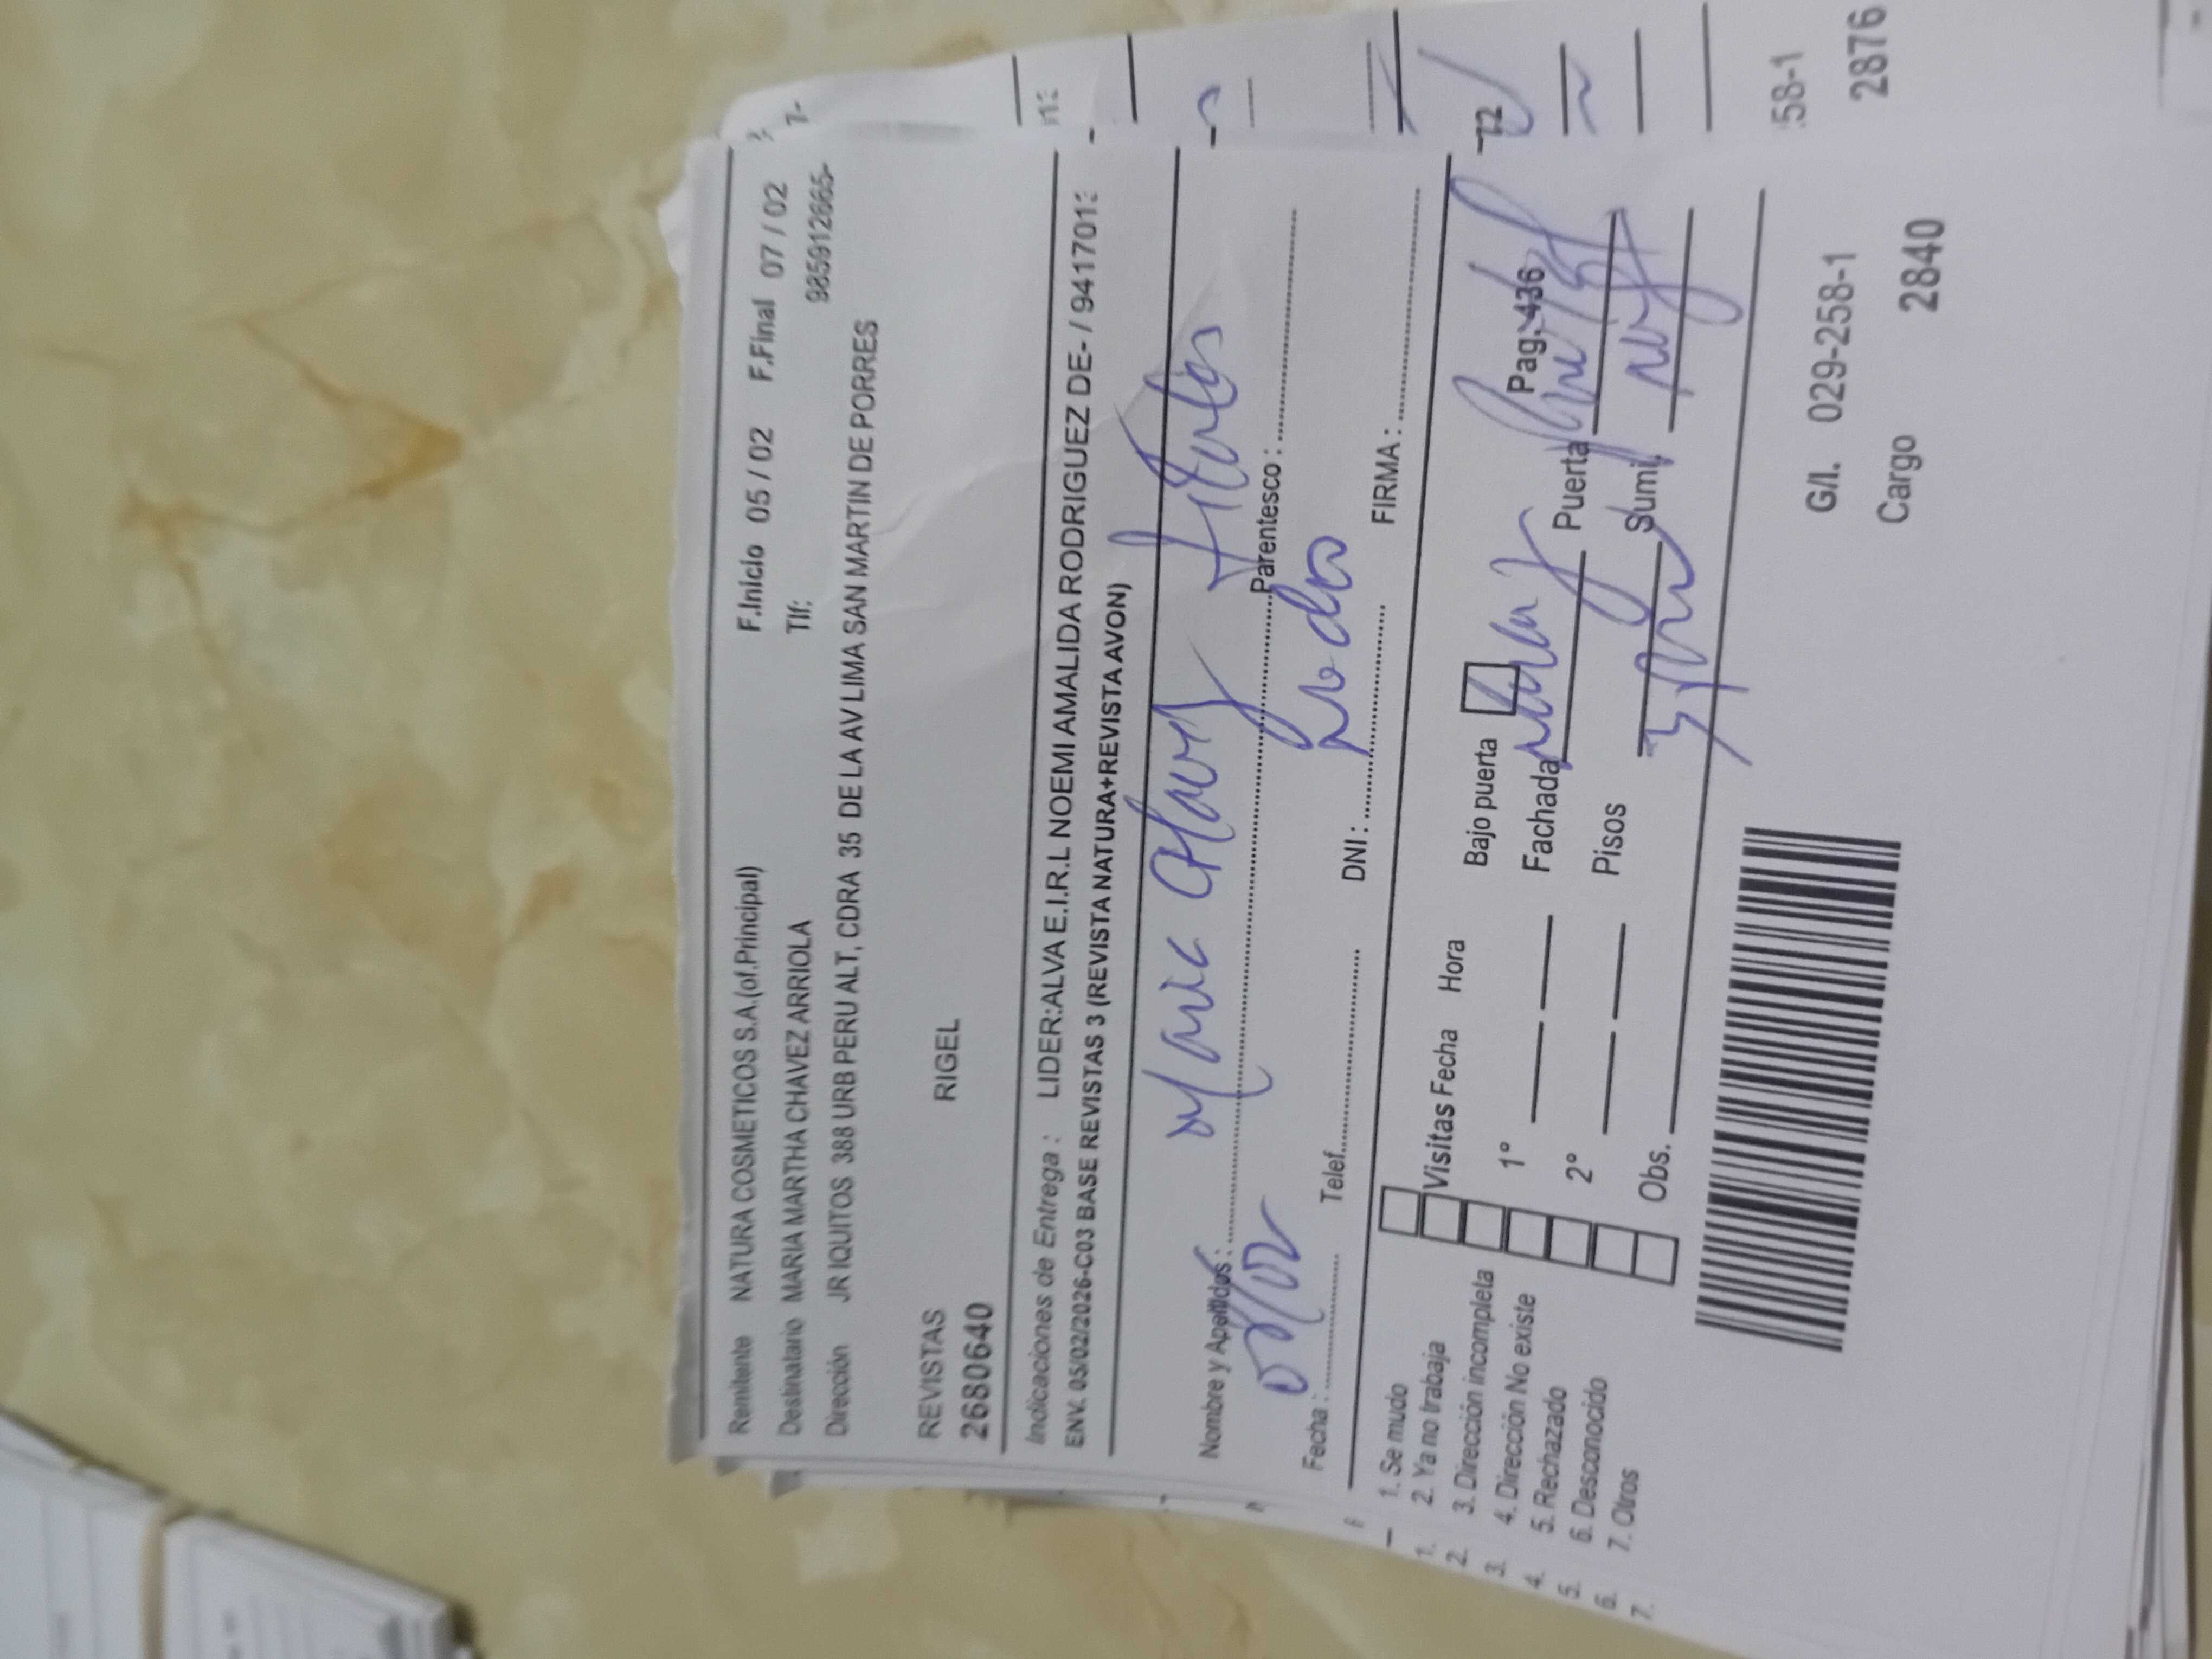 Remitente NATURA COSMETICOS S.A.(of.Principal) F.Inicio 05 / 02 F.Final 07 / 02
Destinatario MARIA MARTHA CHAVEZ ARRIOLA Tlf: 985912665-
Dirección JR IQUITOS 388 URB PERU ALT, CDRA 35 DE LA AV LIMA SAN MARTIN DE PORRES
REVISTAS RIGEL
2680640
Indicaciones de Entrega : LIDER:ALVA E.I.R.L NOEMI AMALIDA RODRIGUEZ DE- / 9417013
ENV. 05/02/2026-C03 BASE REVISTAS 3 (REVISTA NATURA+REVISTA AVON)
Nombre y Apellidos : Maria Chavez Titular Parentesco :
Fecha : Telef. DNI : FIRMA :
1. Se mudo
2. Ya no trabaja
3. Dirección incompleta
4. Dirección No existe
5. Rechazado
6. Desconocido
7. Otros
Visitas Fecha Hora Bajo puerta Pag.:436
1° Fachada Puerta
2° Pisos Sumi.
Obs.
G/I. 029-258-1
Cargo 2840
72
58-1
2876